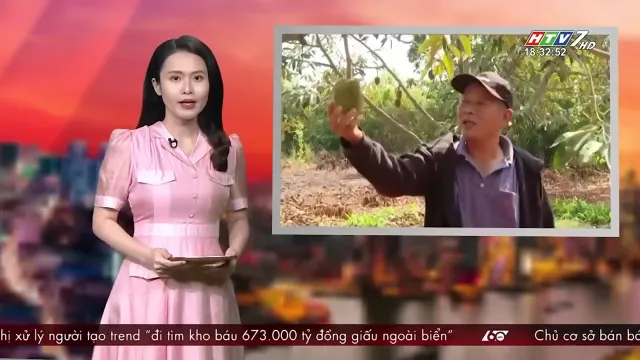 HTV7 HD
18:32:52
hị xử lý người tạo trend "đi tìm kho báu 673.000 tỷ đồng giấu ngoài biển" 60 Chủ cơ sở bán bá